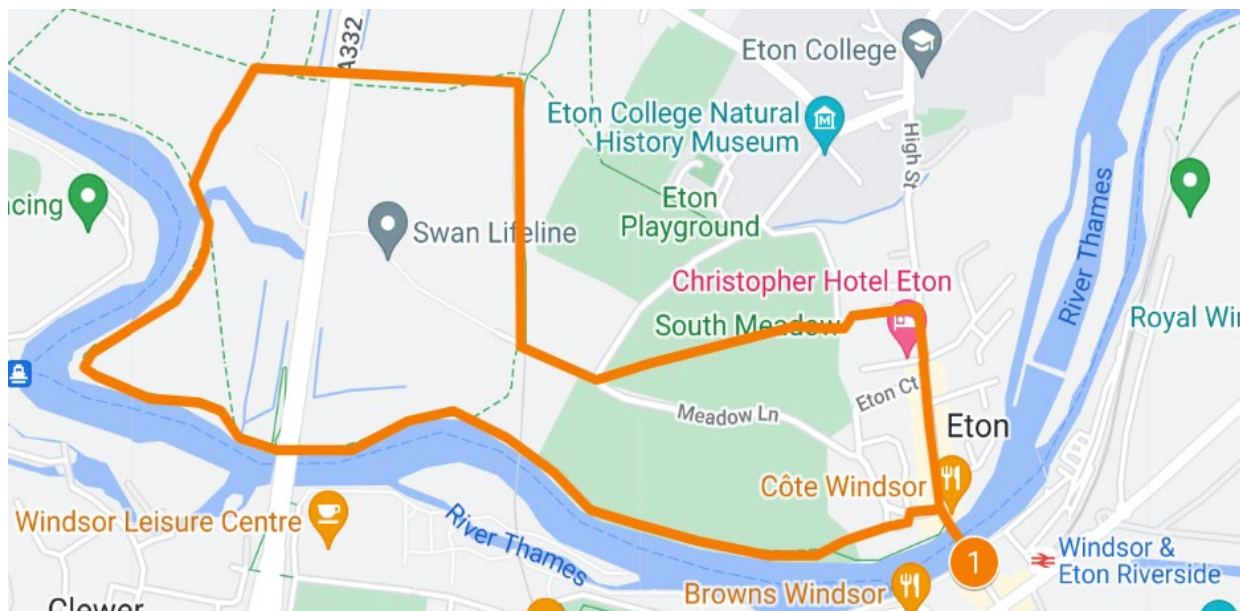 A332
Eton College
Eton College Natural
History Museum
High St
River Thames
acing
Eton
Playground
Swan Lifeline
Christopher Hotel Eton
South Meadow
Royal Win
Eton Ct
Meadow Ln
Eton
Côte Windsor
Windsor Leisure Centre
River Thames
1
Windsor &
Eton Riverside
Browns Windsor
Clewer